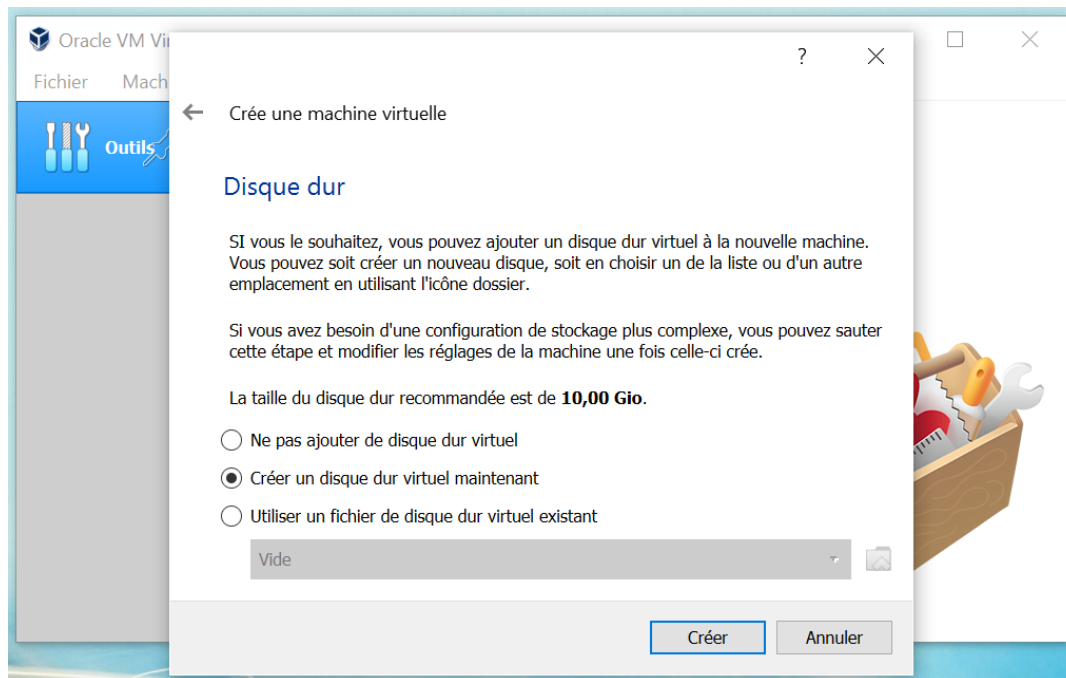 Oracle VM Vi
?
Fichier Mach
Crée une machine virtuelle
Outils
Disque dur
SI vous le souhaitez, vous pouvez ajouter un disque dur virtuel à la nouvelle machine.
Vous pouvez soit créer un nouveau disque, soit en choisir un de la liste ou d'un autre
emplacement en utilisant l'icône dossier.
Si vous avez besoin d'une configuration de stockage plus complexe, vous pouvez sauter
cette étape et modifier les réglages de la machine une fois celle-ci crée.
La taille du disque dur recommandée est de 10,00 Gio.
Ne pas ajouter de disque dur virtuel
Créer un disque dur virtuel maintenant
Utiliser un fichier de disque dur virtuel existant
Vide
Créer Annuler